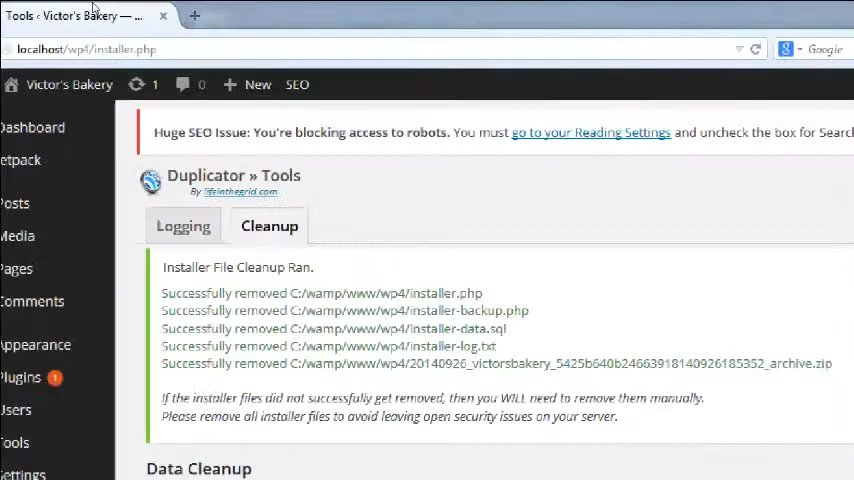 Tools ‹ Victor's Bakery — ...
localhost/wp4/installer.php
Google
Victor's Bakery 1 0 New SEO
Dashboard
etpack
Posts
Media
Pages
Comments
Appearance
Plugins 1
Users
Tools
Settings
Huge SEO Issue: You're blocking access to robots. You must go to your Reading Settings and uncheck the box for Search
Duplicator » Tools
By lifeinthegrid.com
Logging Cleanup
Installer File Cleanup Ran.
Successfully removed C:/wamp/www/wp4/installer.php
Successfully removed C:/wamp/www/wp4/installer-backup.php
Successfully removed C:/wamp/www/wp4/installer-data.sql
Successfully removed C:/wamp/www/wp4/installer-log.txt
Successfully removed C:/wamp/www/wp4/20140926_victorsbakery_5425b640b24663918140926185352_archive.zip
If the installer files did not successfully get removed, then you WILL need to remove them manually.
Please remove all installer files to avoid leaving open security issues on your server.
Data Cleanup